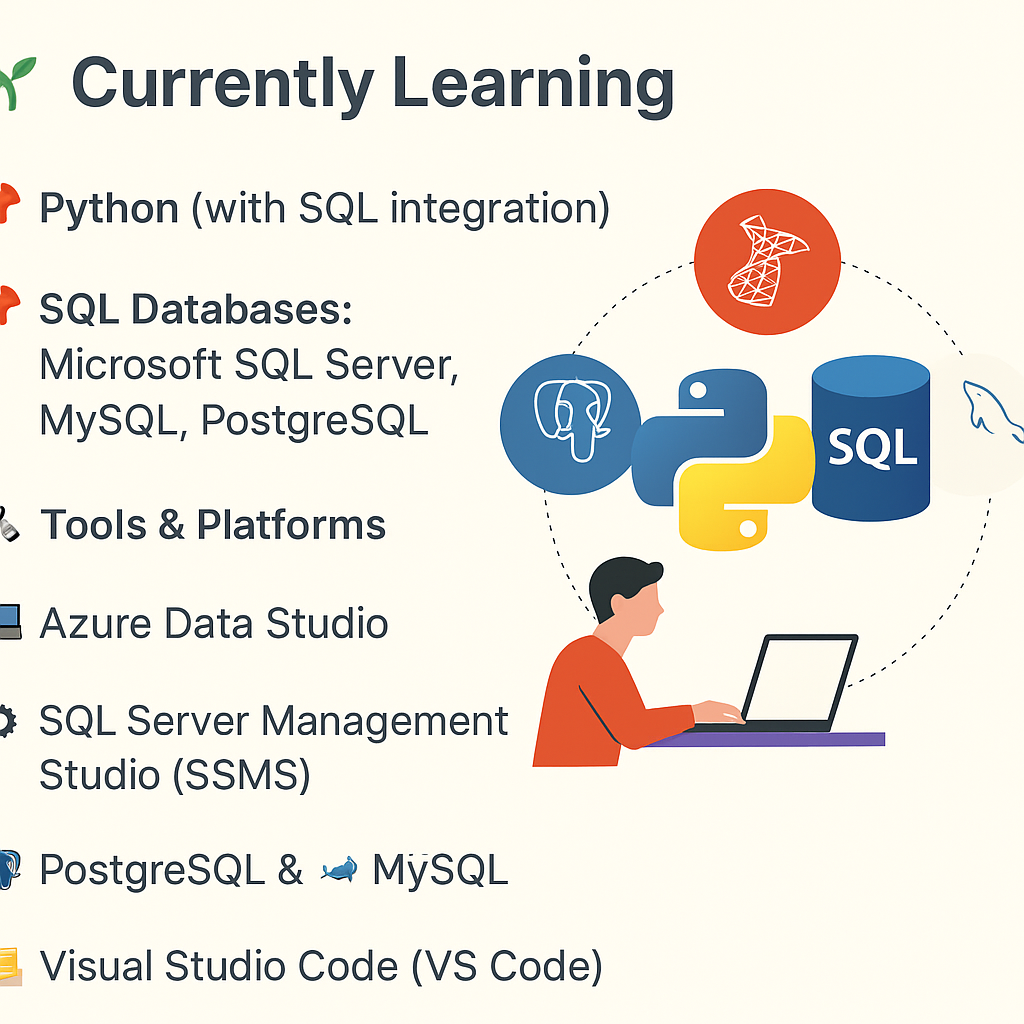 Currently Learning
Python (with SQL integration)
SQL Databases:
Microsoft SQL Server,
MySQL, PostgreSQL
SQL
Tools & Platforms
Azure Data Studio
SQL Server Management
Studio (SSMS)
PostgreSQL & MÿSQL
Visual Studio Code (VS Code)